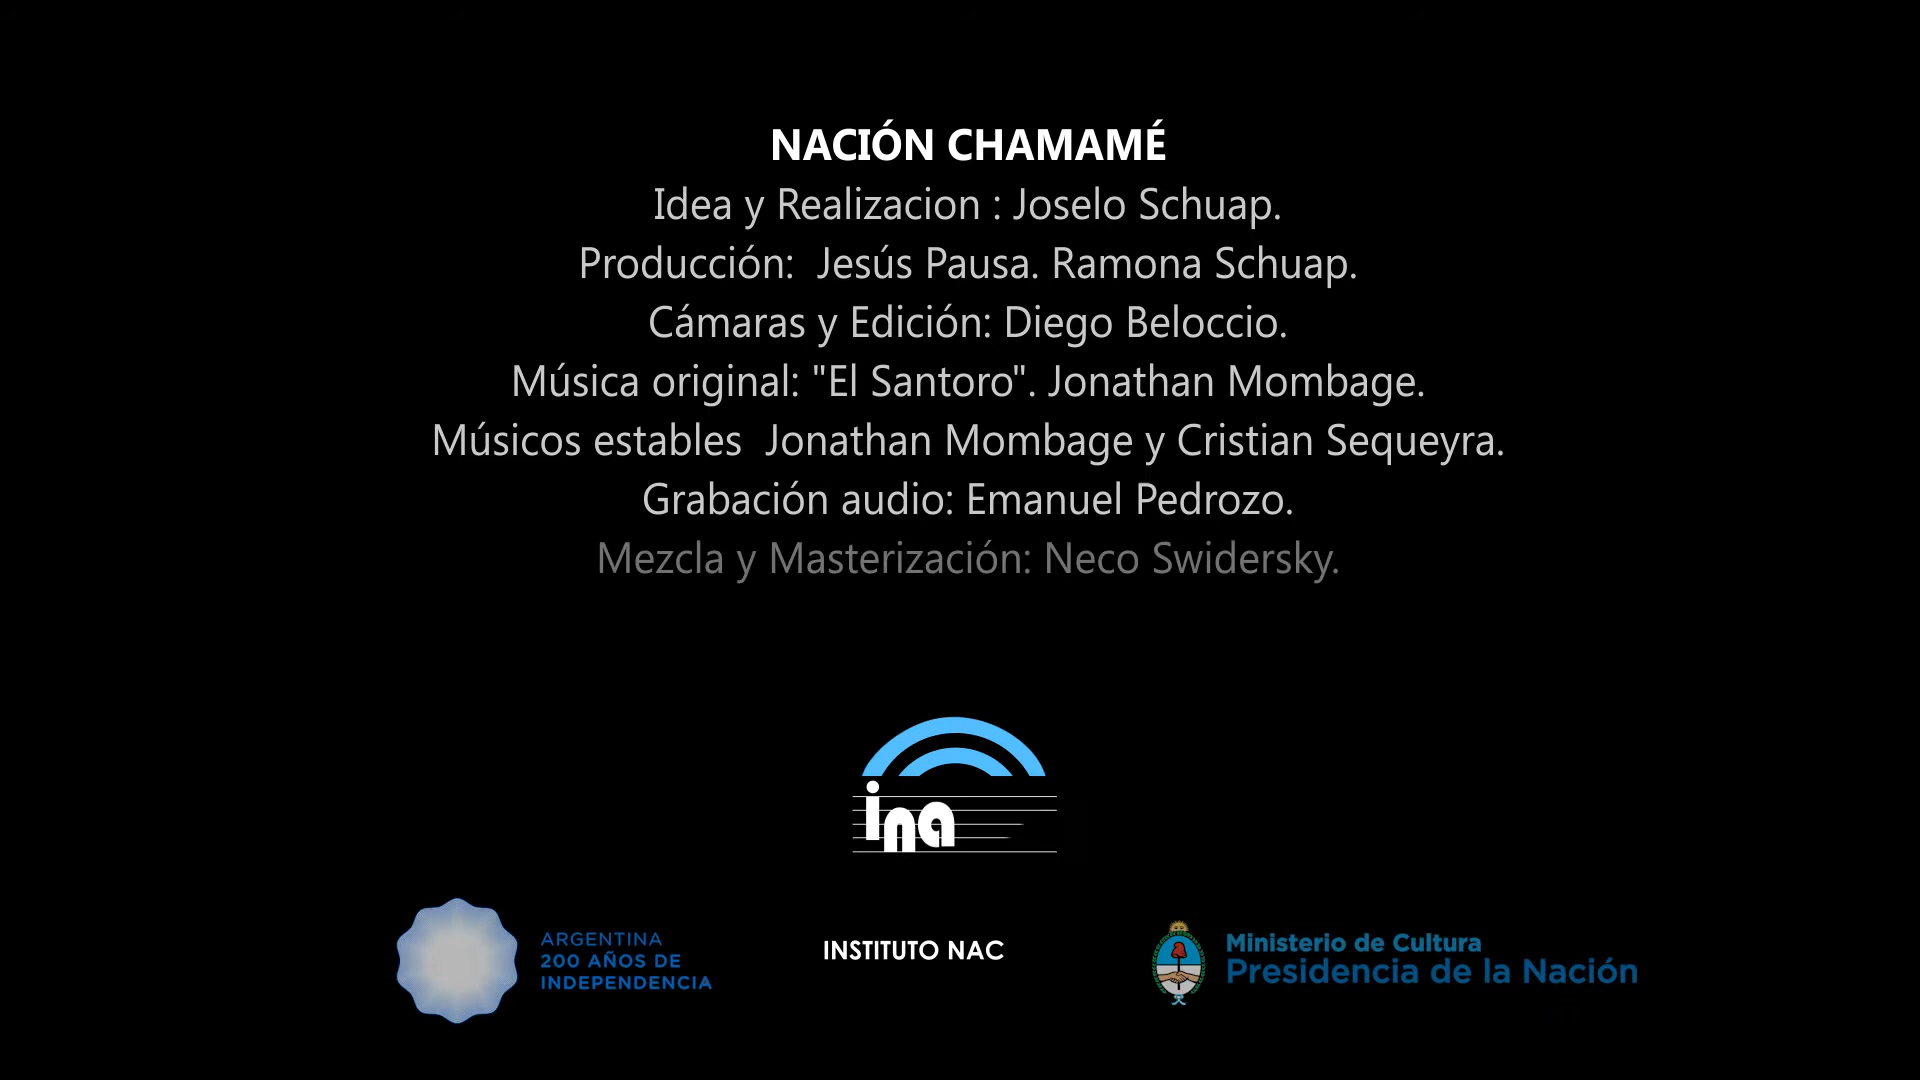 NACIÓN CHAMAMÉ
Idea y Realizacion : Joselo Schuap.
Producción:  Jesús Pausa. Ramona Schuap.
Cámaras y Edición: Diego Beloccio.
Música original: "El Santoro". Jonathan Mombage.
Músicos estables  Jonathan Mombage y Cristian Sequeyra.
Grabación audio: Emanuel Pedrozo.
Mezcla y Masterización: Neco Swidersky.
ina
ARGENTINA
200 AÑOS DE
INDEPENDENCIA
INSTITUTO NAC
Ministerio de Cultura
Presidencia de la Nación